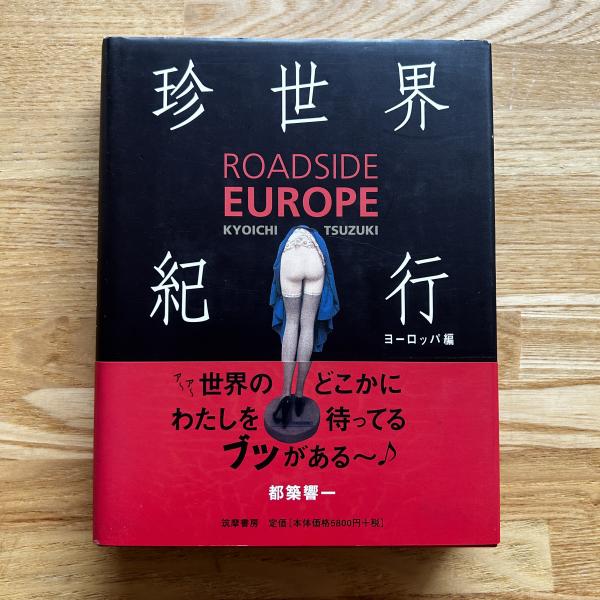 珍世界
ROADSIDE
EUROPE
KYOICHI TSUZUKI
紀行
ヨーロッパ編
ア〜ア〜世界のどこかに
わたしを待ってる
ブツがある〜♪
都築響一
筑摩書房 定価[本体価格5800円＋税]